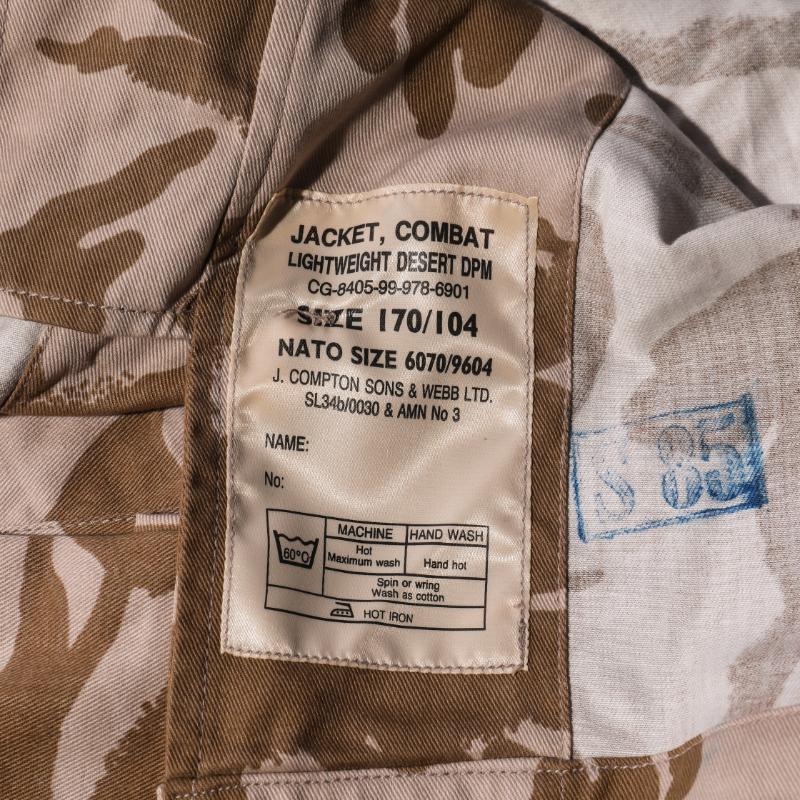 JACKET, COMBAT
LIGHTWEIGHT DESERT DPM
CG-8405-99-978-6901
SIZE 170/104
NATO SIZE 6070/9604
J. COMPTON SONS & WEBB LTD.
SL34b/0030 & AMN No 3
NAME:
No:
60°C
MACHINE
HAND WASH
Hot
Maximum wash
Hand hot
Spin or wring
Wash as cotton
HOT IRON
S 85